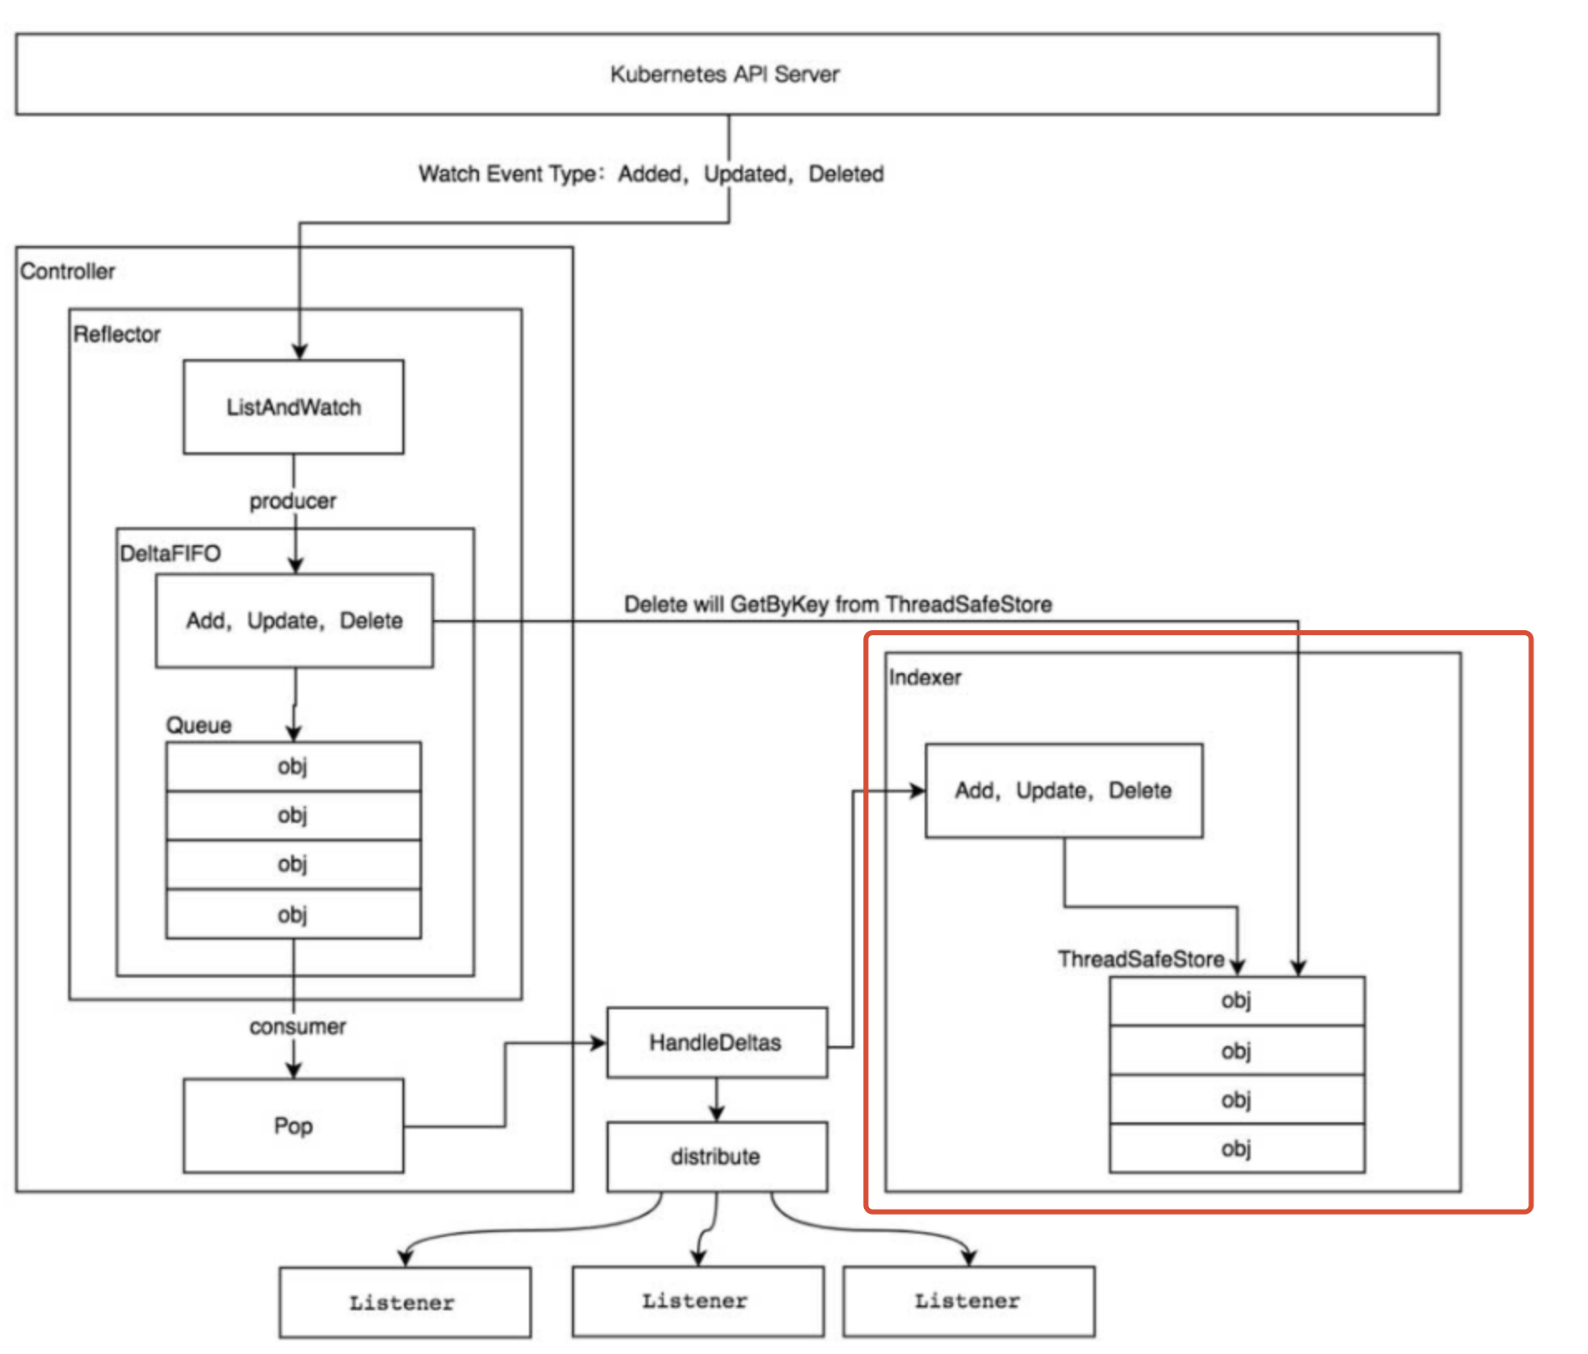 Kubernetes API Server
Watch Event Type：Added，Updated，Deleted
Controller
Reflector
ListAndWatch
producer
DeltaFIFO
Add，Update，Delete
Delete will GetByKey from ThreadSafeStore
Queue
obj
obj
obj
obj
consumer
Pop
HandleDeltas
distribute
Indexer
Add，Update，Delete
ThreadSafeStore
obj
obj
obj
obj
Listener
Listener
Listener